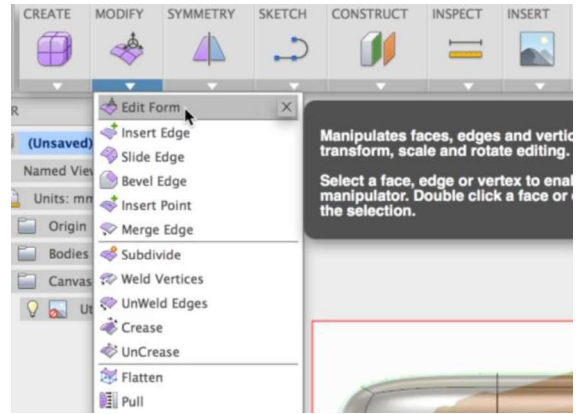 CREATE MODIFY SYMMETRY SKETCH CONSTRUCT INSPECT INSERT
R
Edit Form
Insert Edge
Slide Edge
Bevel Edge
Insert Point
Merge Edge
Subdivide
Weld Vertices
UnWeld Edges
Crease
UnCrease
Flatten
Pull
(Unsaved)
Named Vie
Units: mm
Origin
Bodies
Canvas
Ut
Manipulates faces, edges and vertic
transform, scale and rotate editing.
Select a face, edge or vertex to enal
manipulator. Double click a face or
the selection.